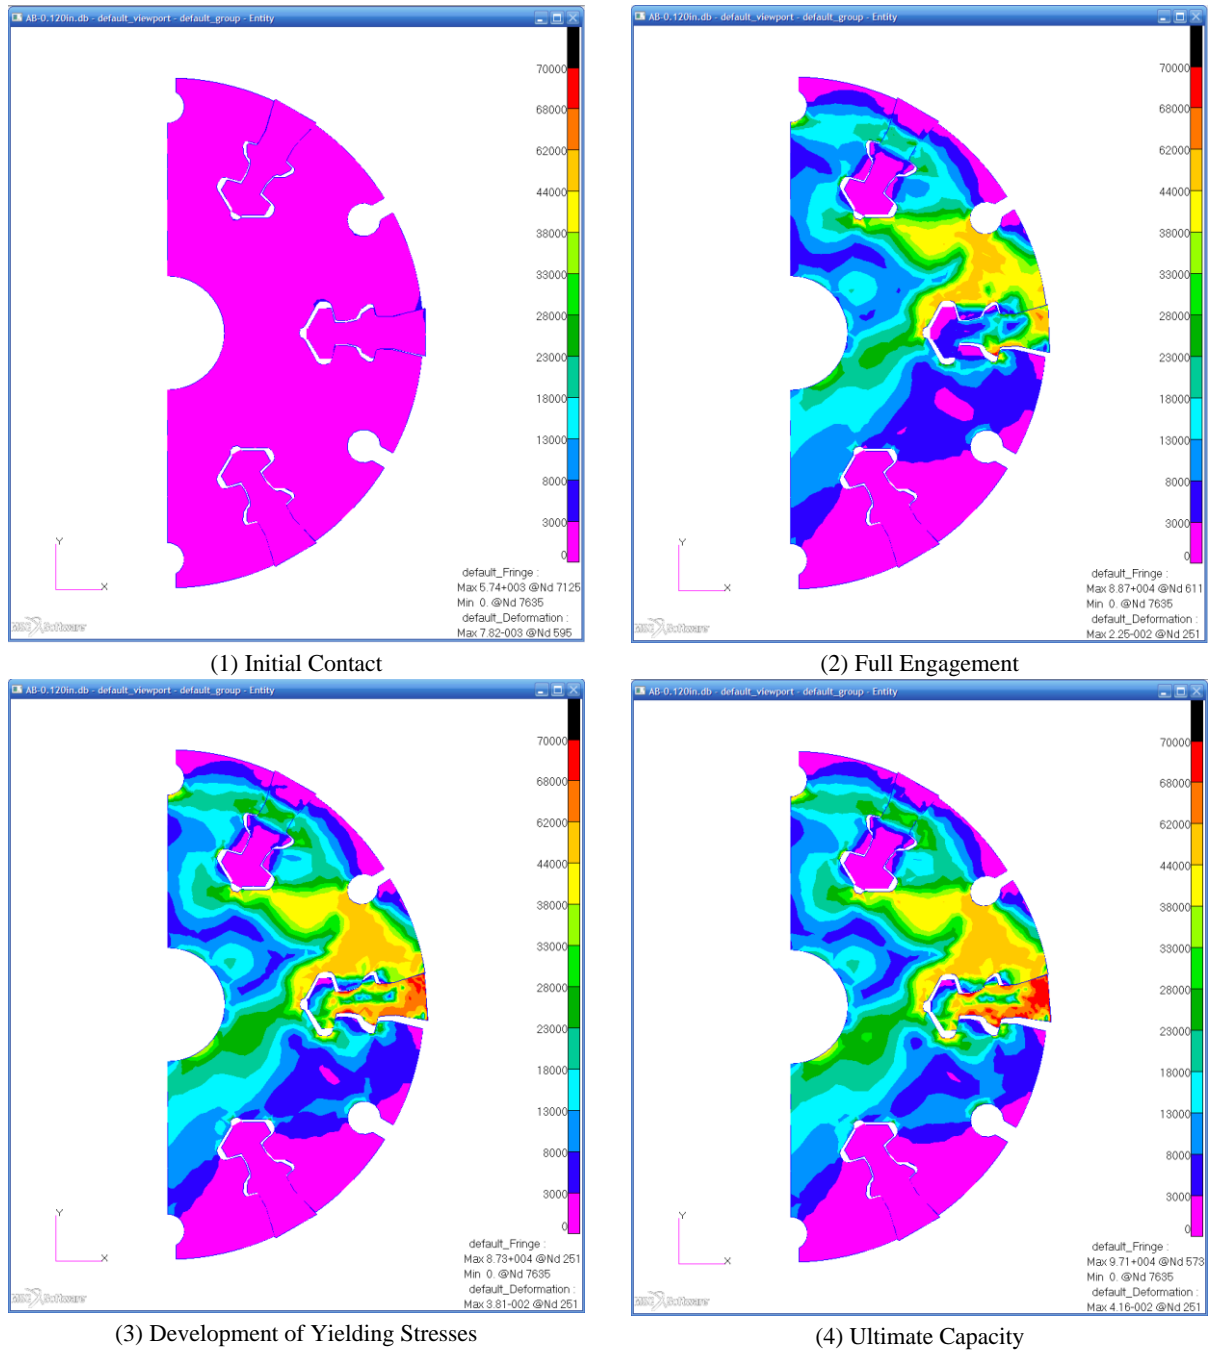 AB-0.120in.db - default_viewport - default_group - Entity
70000
68000
62000
44000
38000
33000
28000
23000
18000
13000
8000
3000
0
Y
X
default_Fringe :
Max 5.74+003 @Nd 7125
Min 0. @Nd 7635
default_Deformation :
Max 7.82-003 @Nd 595
MSC Software
(1) Initial Contact
AB-0.120in.db - default_viewport - default_group - Entity
70000
68000
62000
44000
38000
33000
28000
23000
18000
13000
8000
3000
0
Y
X
default_Fringe :
Max 8.87+004 @Nd 611
Min 0. @Nd 7635
default_Deformation :
Max 2.25-002 @Nd 251
MSC Software
(2) Full Engagement
AB-0.120in.db - default_viewport - default_group - Entity
70000
68000
62000
44000
38000
33000
28000
23000
18000
13000
8000
3000
0
Y
X
default_Fringe :
Max 8.73+004 @Nd 251
Min 0. @Nd 7635
default_Deformation :
Max 3.81-002 @Nd 251
MSC Software
(3) Development of Yielding Stresses
AB-0.120in.db - default_viewport - default_group - Entity
70000
68000
62000
44000
38000
33000
28000
23000
18000
13000
8000
3000
0
Y
X
default_Fringe :
Max 9.71+004 @Nd 573
Min 0. @Nd 7635
default_Deformation :
Max 4.16-002 @Nd 251
MSC Software
(4) Ultimate Capacity